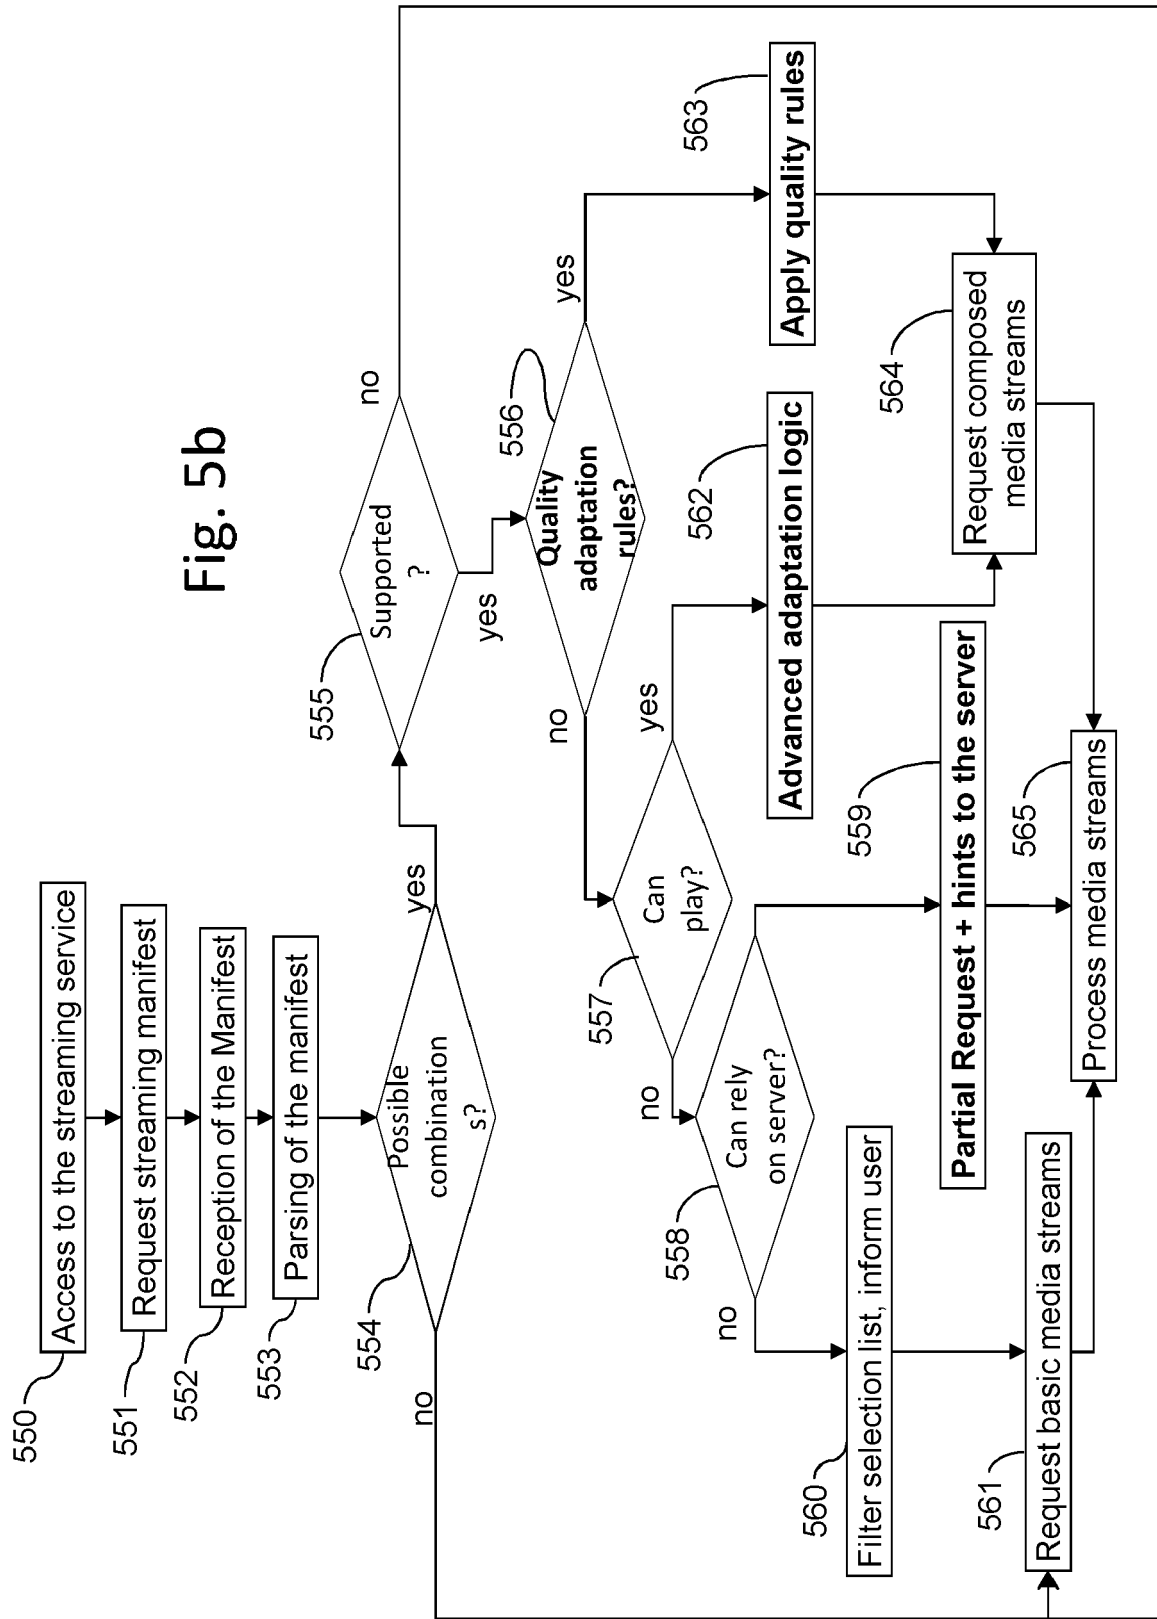 Fig. 5b
550
Access to the streaming service
551
Request streaming manifest
552
Reception of the Manifest
553
Parsing of the manifest
554
Possible
combination
s?
no
yes
555
Supported
?
no
yes
556
Quality
adaptation
rules?
no
yes
557
Can
play?
no
yes
558
Can rely
on server?
no
563
Apply quality rules
562
Advanced adaptation logic
559
Partial Request + hints to the server
560
Filter selection list, inform user
564
Request composed
media streams
561
Request basic media streams
565
Process media streams